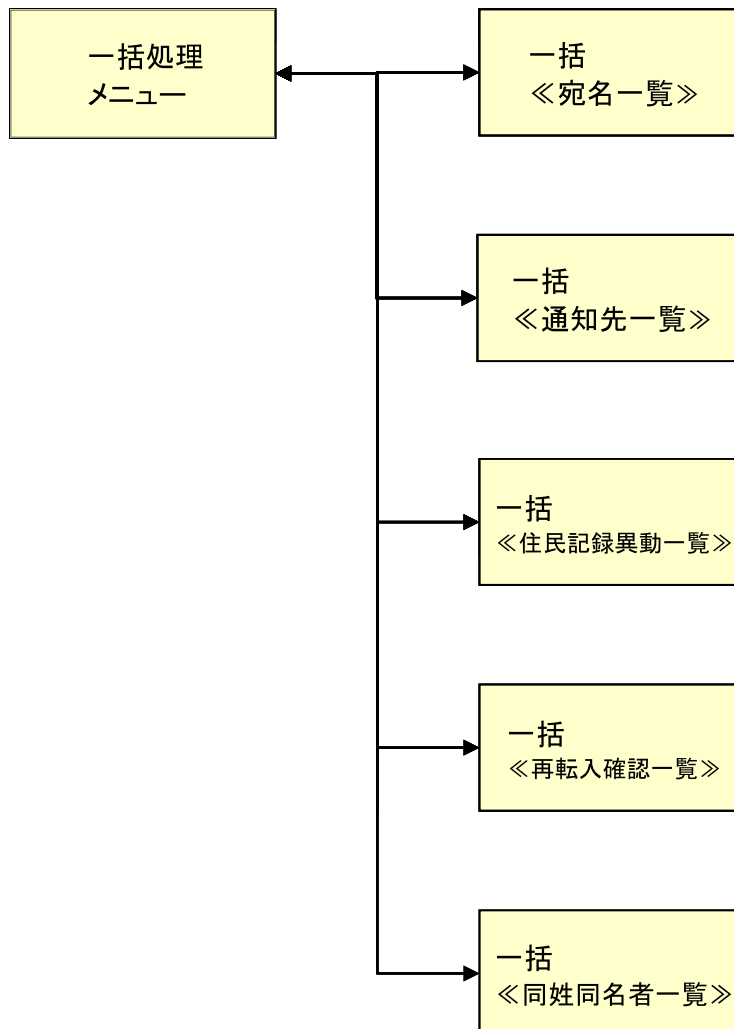 一括処理
メニュー
一括
≪宛名一覧≫
一括
≪通知先一覧≫
一括
≪住民記録異動一覧≫
一括
≪再転入確認一覧≫
一括
≪同姓同名者一覧≫